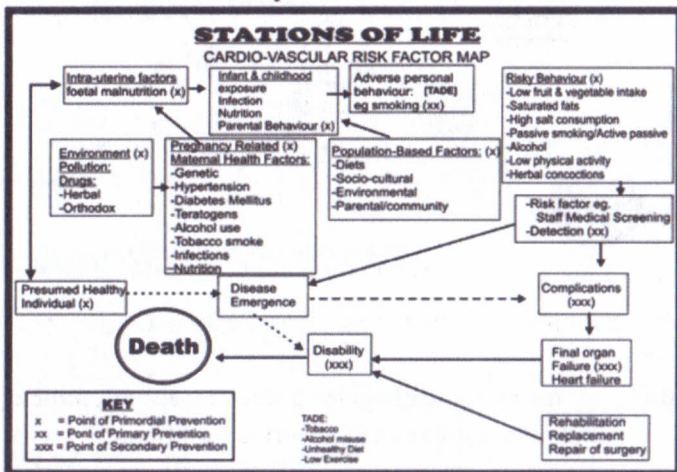 STATIONS OF LIFE
CARDIO-VASCULAR RISK FACTOR MAP
Intra-uterine factors
foetal malnutrition (x)
Infant & childhood
exposure
Infection
Nutrition
Parental Behaviour (x)
Adverse personal
behaviour: [TADE]
eg smoking (xx)
Risky Behaviour (x)
-Low fruit & vegetable intake
-Saturated fats
-High salt consumption
-Passive smoking/Active passive
-Alcohol
-Low physical activity
-Herbal concoctions
Environment (x)
Pollution:
Drugs:
-Herbal
-Orthodox
Pregnancy Related (x)
Maternal Health Factors:
-Genetic
-Hypertension
-Diabetes Mellitus
-Teratogens
-Alcohol use
-Tobacco smoke
-Infections
-Nutrition
Population-Based Factors: (x)
-Diets
-Socio-cultural
-Environmental
-Parental/community
-Risk factor eg.
Staff Medical Screening
-Detection (xx)
Presumed Healthy
Individual (x)
Disease
Emergence
Complications
(xxx)
Death
Disability
(xxx)
Final organ
Failure (xxx)
Heart failure
KEY
x = Point of Primordial Prevention
xx = Pont of Primary Prevention
xxx = Point of Secondary Prevention
TADE:
-Tobacco
-Alcohol misuse
-Unhealthy Diet
-Low Exercise
Rehabilitation
Replacement
Repair of surgery